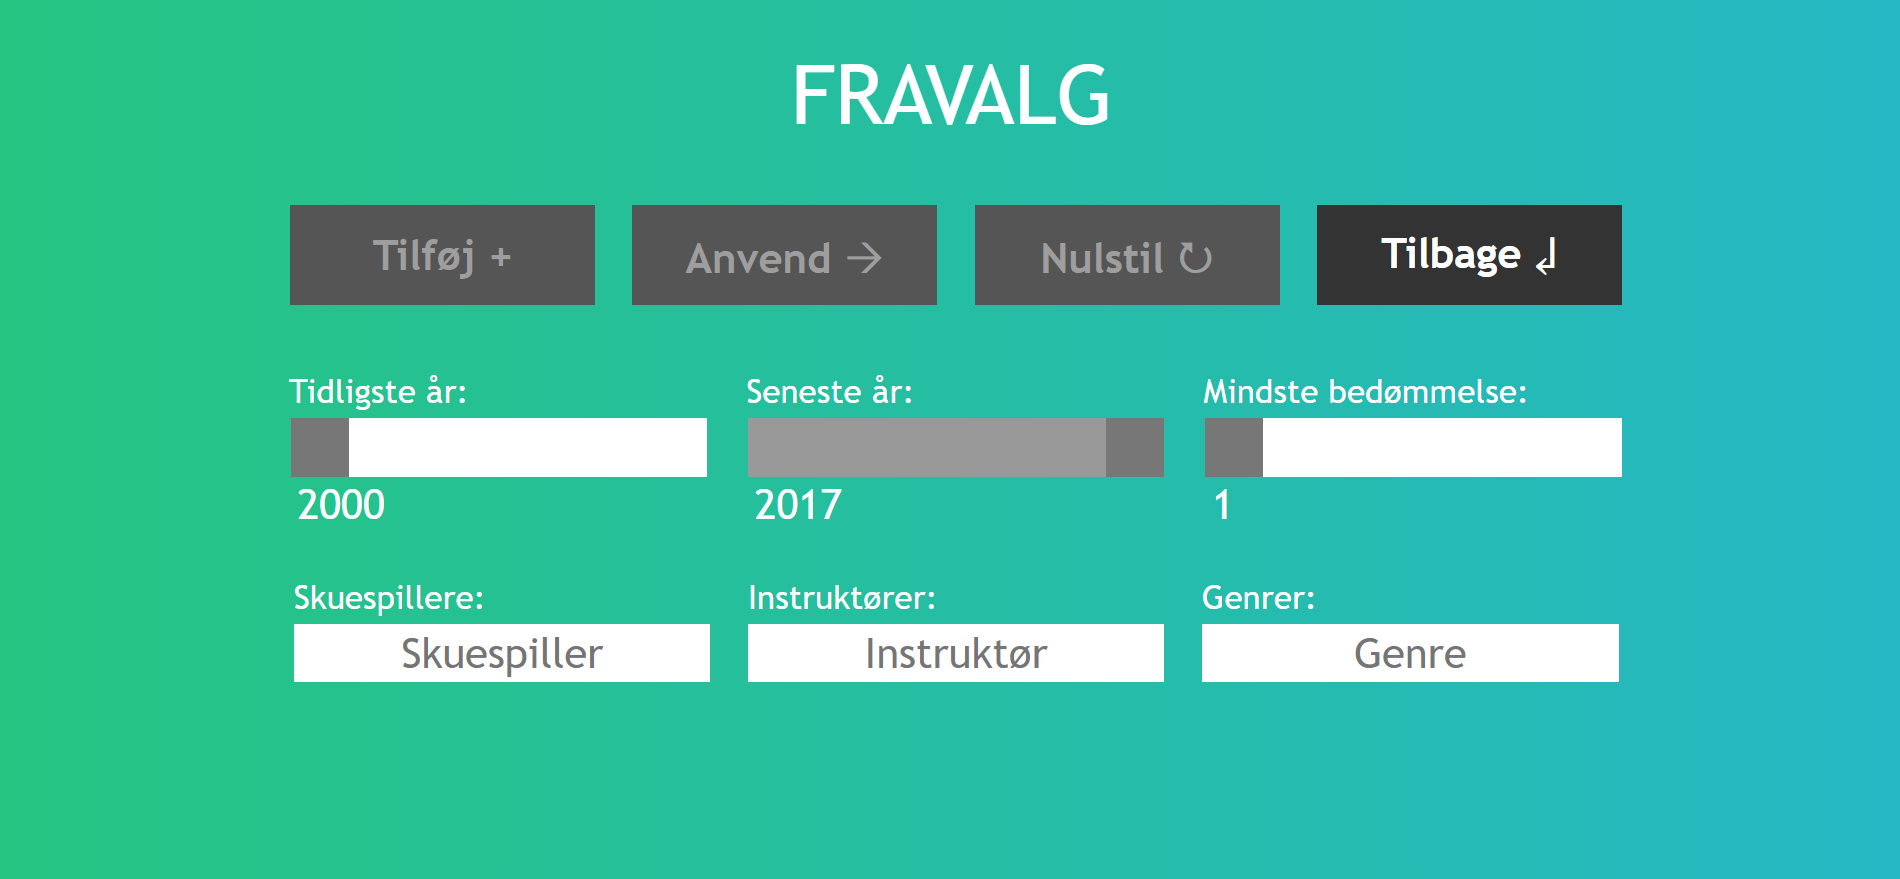 FRAVALG
Tilføj +
Anvend →
Nulstil ↻
Tilbage ↲
Tidligste år:
Seneste år:
Mindste bedømmelse:
2000
2017
1
Skuespillere:
Instruktører:
Genrer:
Skuespiller
Instruktør
Genre